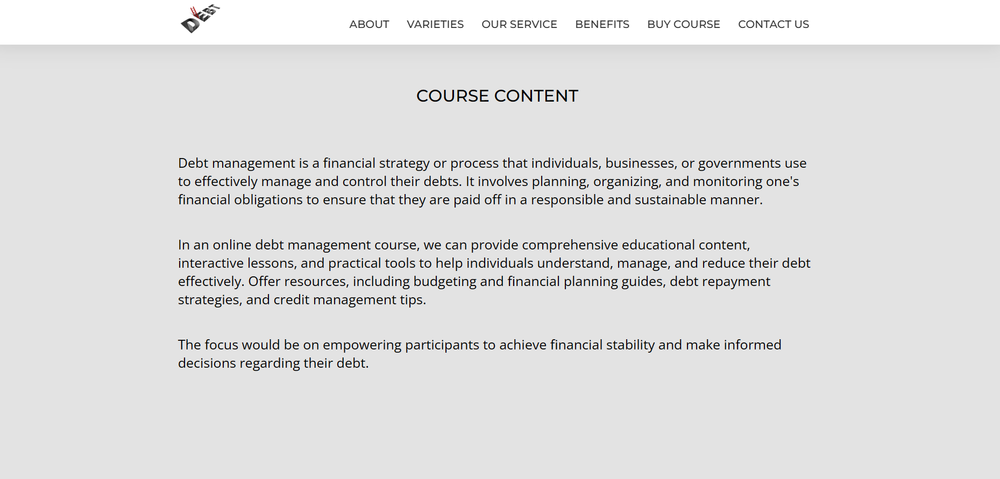 DEBT
ABOUT VARIETIES OUR SERVICE BENEFITS BUY COURSE CONTACT US
COURSE CONTENT
Debt management is a financial strategy or process that individuals, businesses, or governments use
to effectively manage and control their debts. It involves planning, organizing, and monitoring one's
financial obligations to ensure that they are paid off in a responsible and sustainable manner.
In an online debt management course, we can provide comprehensive educational content,
interactive lessons, and practical tools to help individuals understand, manage, and reduce their debt
effectively. Offer resources, including budgeting and financial planning guides, debt repayment
strategies, and credit management tips.
The focus would be on empowering participants to achieve financial stability and make informed
decisions regarding their debt.